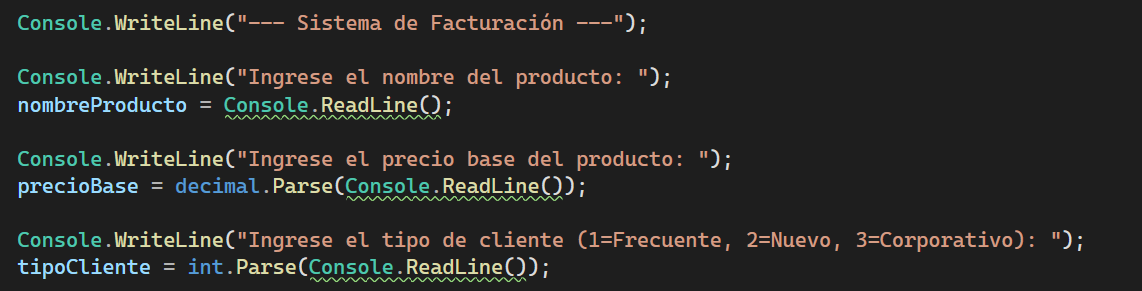 Console.WriteLine("--- Sistema de Facturación ---");
Console.WriteLine("Ingrese el nombre del producto: ");
nombreProducto = Console.ReadLine();
Console.WriteLine("Ingrese el precio base del producto: ");
precioBase = decimal.Parse(Console.ReadLine());
Console.WriteLine("Ingrese el tipo de cliente (1=Frecuente, 2=Nuevo, 3=Corporativo): ");
tipoCliente = int.Parse(Console.ReadLine());